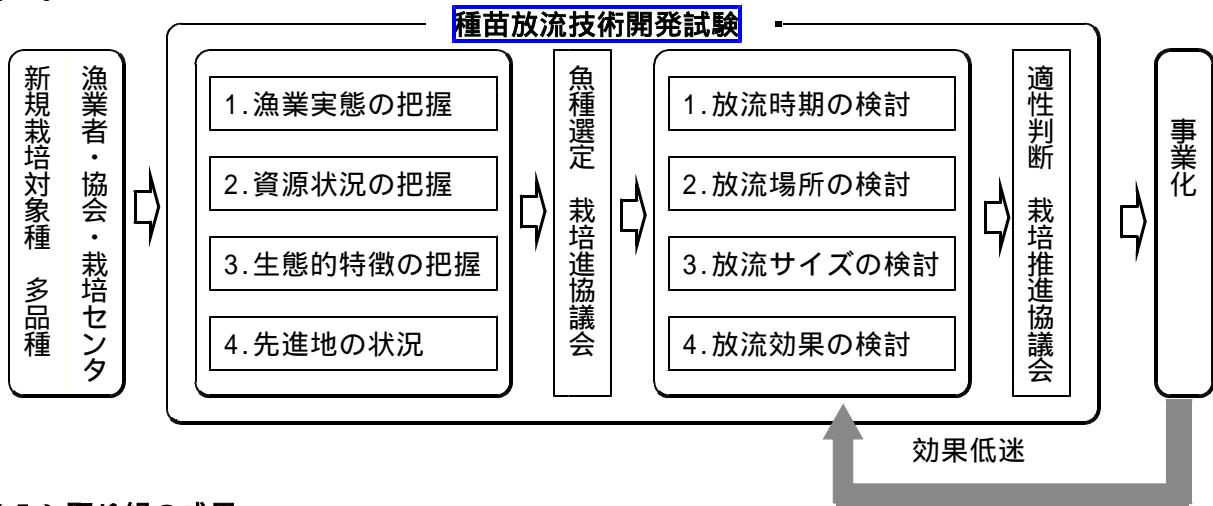 種苗放流技術開発試験
新規栽培対象種 多品種
漁業者・協会・栽培センタ
1.漁業実態の把握
2.資源状況の把握
3.生態的特徴の把握
4.先進地の状況
魚種選定 栽培進協議会
1.放流時期の検討
2.放流場所の検討
3.放流サイズの検討
4.放流効果の検討
適性判断 栽培推進協議会
事業化
効果低迷